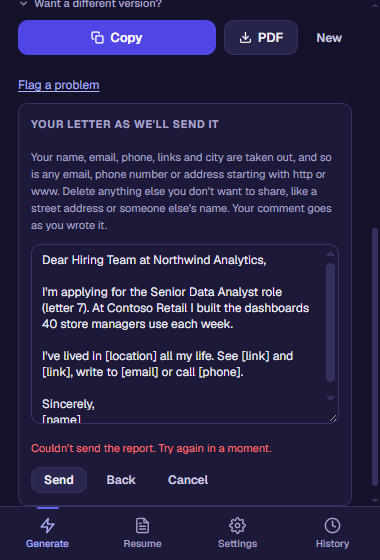 Want a different version?
Copy
PDF
New
Flag a problem
YOUR LETTER AS WE'LL SEND IT
Your name, email, phone, links and city are taken out, and so
is any email, phone number or address starting with http or
www. Delete anything else you don't want to share, like a
street address or someone else's name. Your comment goes
as you wrote it.
Dear Hiring Team at Northwind Analytics,
I'm applying for the Senior Data Analyst role
(letter 7). At Contoso Retail I built the dashboards
40 store managers use each week.
I've lived in [location] all my life. See [link] and
[link], write to [email] or call [phone].
Sincerely,
[name]
Couldn't send the report. Try again in a moment.
Send
Back
Cancel
Generate
Resume
Settings
History